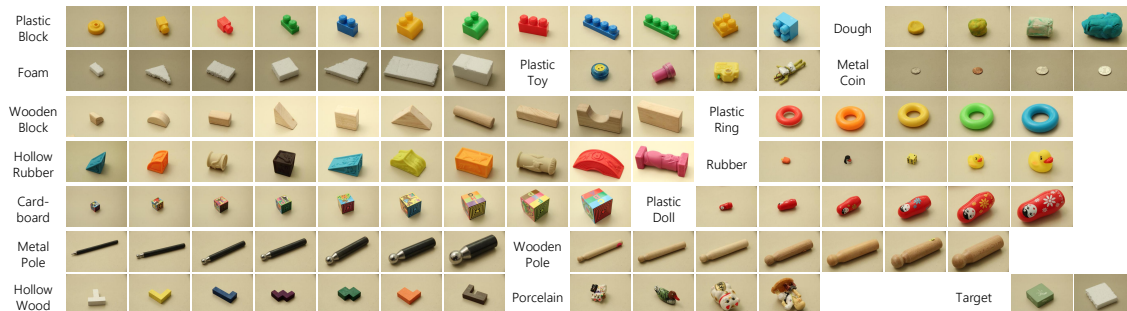 Plastic
Block
Dough
Foam
Plastic
Toy
Metal
Coin
Wooden
Block
Plastic
Ring
Hollow
Rubber
Rubber
Card-
board
Plastic
Doll
Metal
Pole
Wooden
Pole
Hollow
Wood
Porcelain
Target